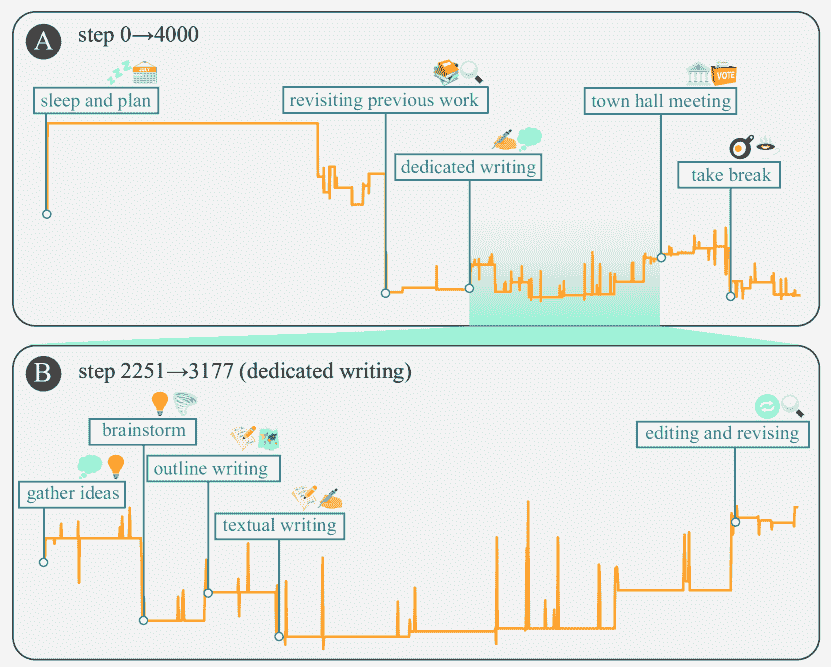 A step 0→4000
sleep and plan
revisiting previous work
VOTE
town hall meeting
dedicated writing
take break
B step 2251→3177 (dedicated writing)
brainstorm
editing and revising
outline writing
gather ideas
textual writing